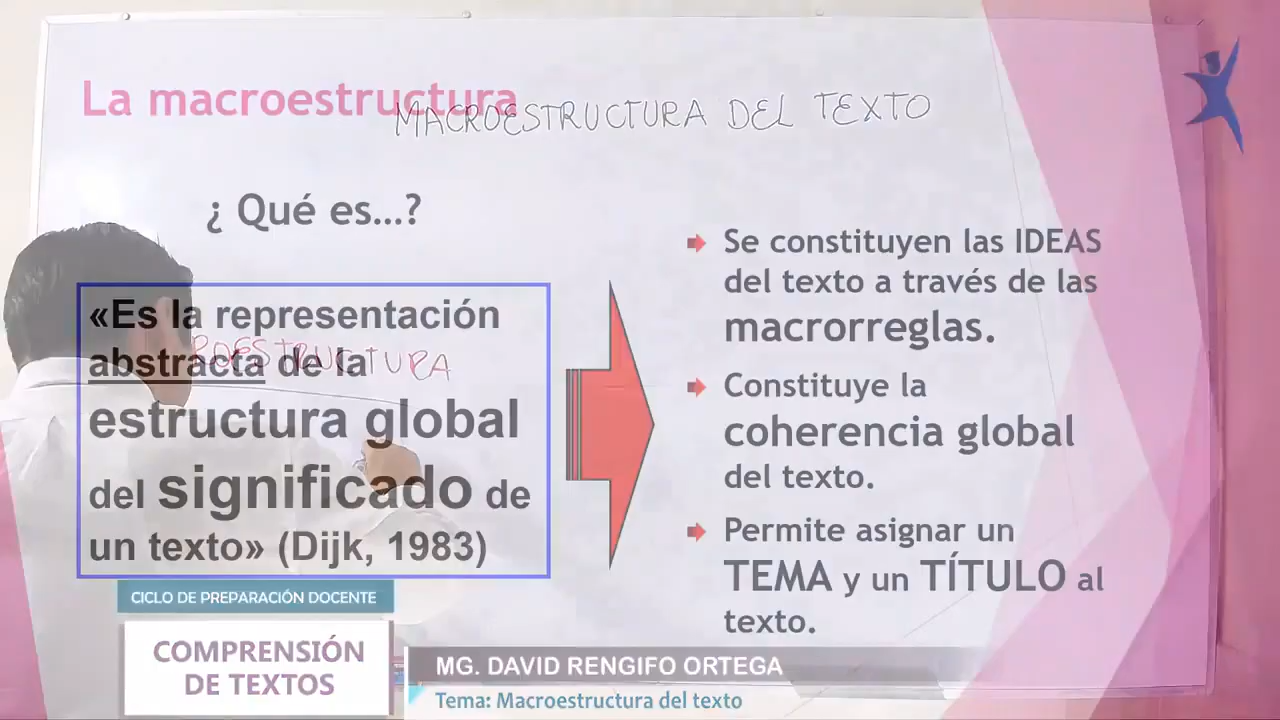 La macroestructura
MACROESTRUCTURA DEL TEXTO
¿ Qué es...?
«Es la representación
abstracta de la
estructura global
del significado de
un texto» (Dijk, 1983)
Se constituyen las IDEAS
del texto a través de las
macrorreglas.
Constituye la
coherencia global
del texto.
Permite asignar un
TEMA y un TÍTULO al
texto.
CICLO DE PREPARACIÓN DOCENTE
COMPRENSIÓN
DE TEXTOS
MG. DAVID RENGIFO ORTEGA
Tema: Macroestructura del texto